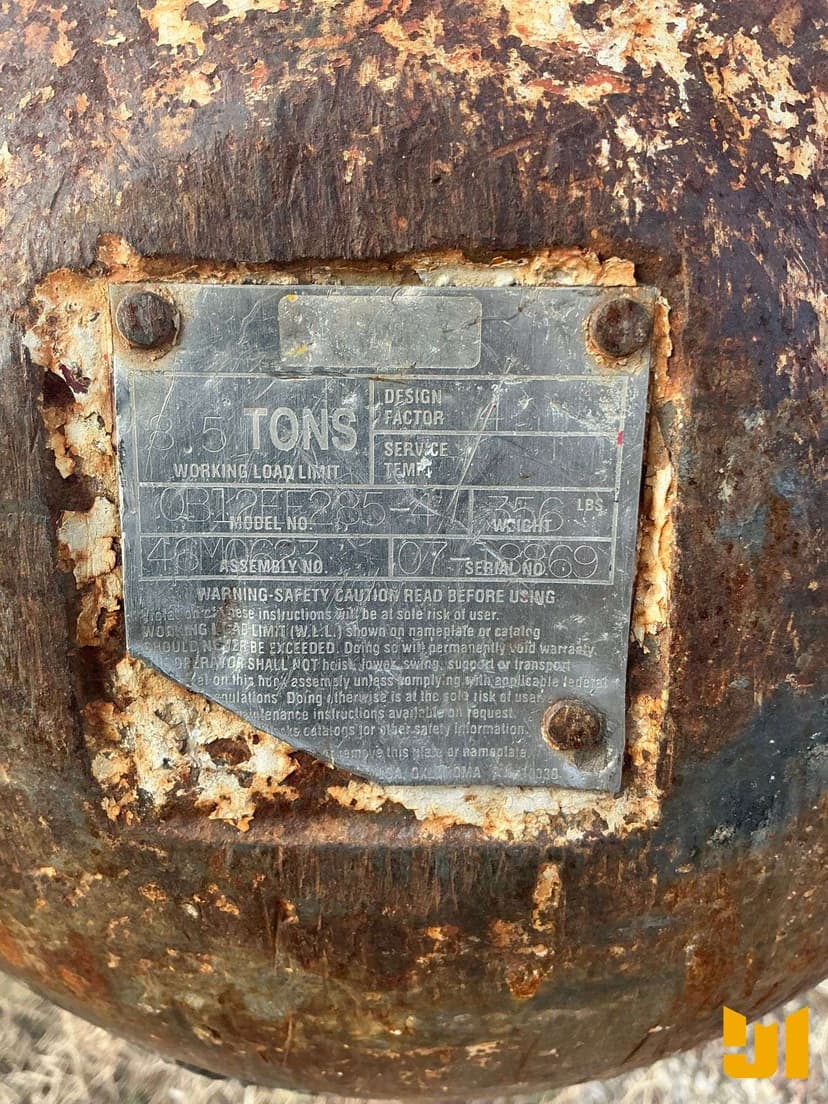 8 5 TONS
WORKING LOAD LIMIT
DESIGN
FACTOR
SERVICE
TEMP.
MODEL NO.
356 LBS.
WEIGHT
ASSEMBLY NO.
SERIAL NO.
WARNING-SAFETY CAUTION READ BEFORE USING
of these instructions will be at sole risk of user.
WORKING LOAD LIMIT (W.L.L.) shown on nameplate or catalog
SHOULD NEVER BE EXCEEDED. Doing so will permanently void warranty.
OPERATOR SHALL NOT hoist, lower, swing, support or transport
on this hook assembly unless complying with applicable federal
regulations. Doing otherwise is at the sole risk of user.
maintenance instructions available on request.
catalogs for other safety information.
or remove this plate or nameplate.
OKLAHOMA